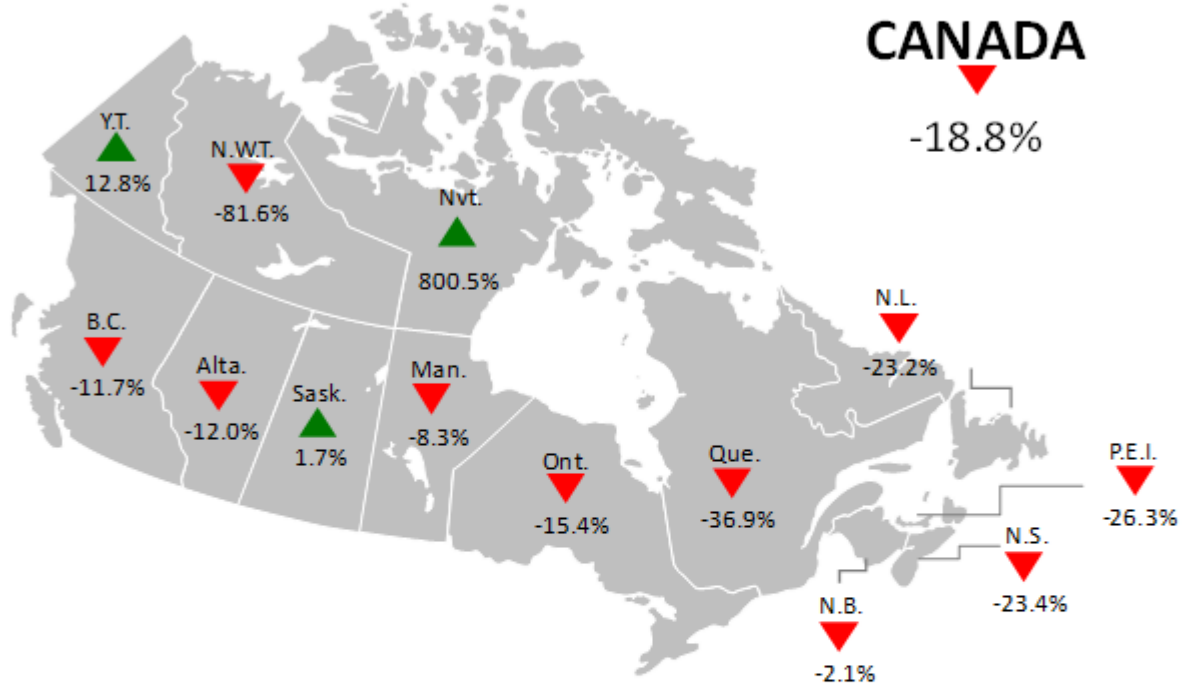 CANADA
-18.8%
Y.T.
12.8%
N.W.T.
-81.6%
Nvt.
800.5%
B.C.
-11.7%
Alta.
-12.0%
Sask.
1.7%
Man.
-8.3%
Ont.
-15.4%
Que.
-36.9%
N.L.
-23.2%
P.E.I.
-26.3%
N.S.
-23.4%
N.B.
-2.1%